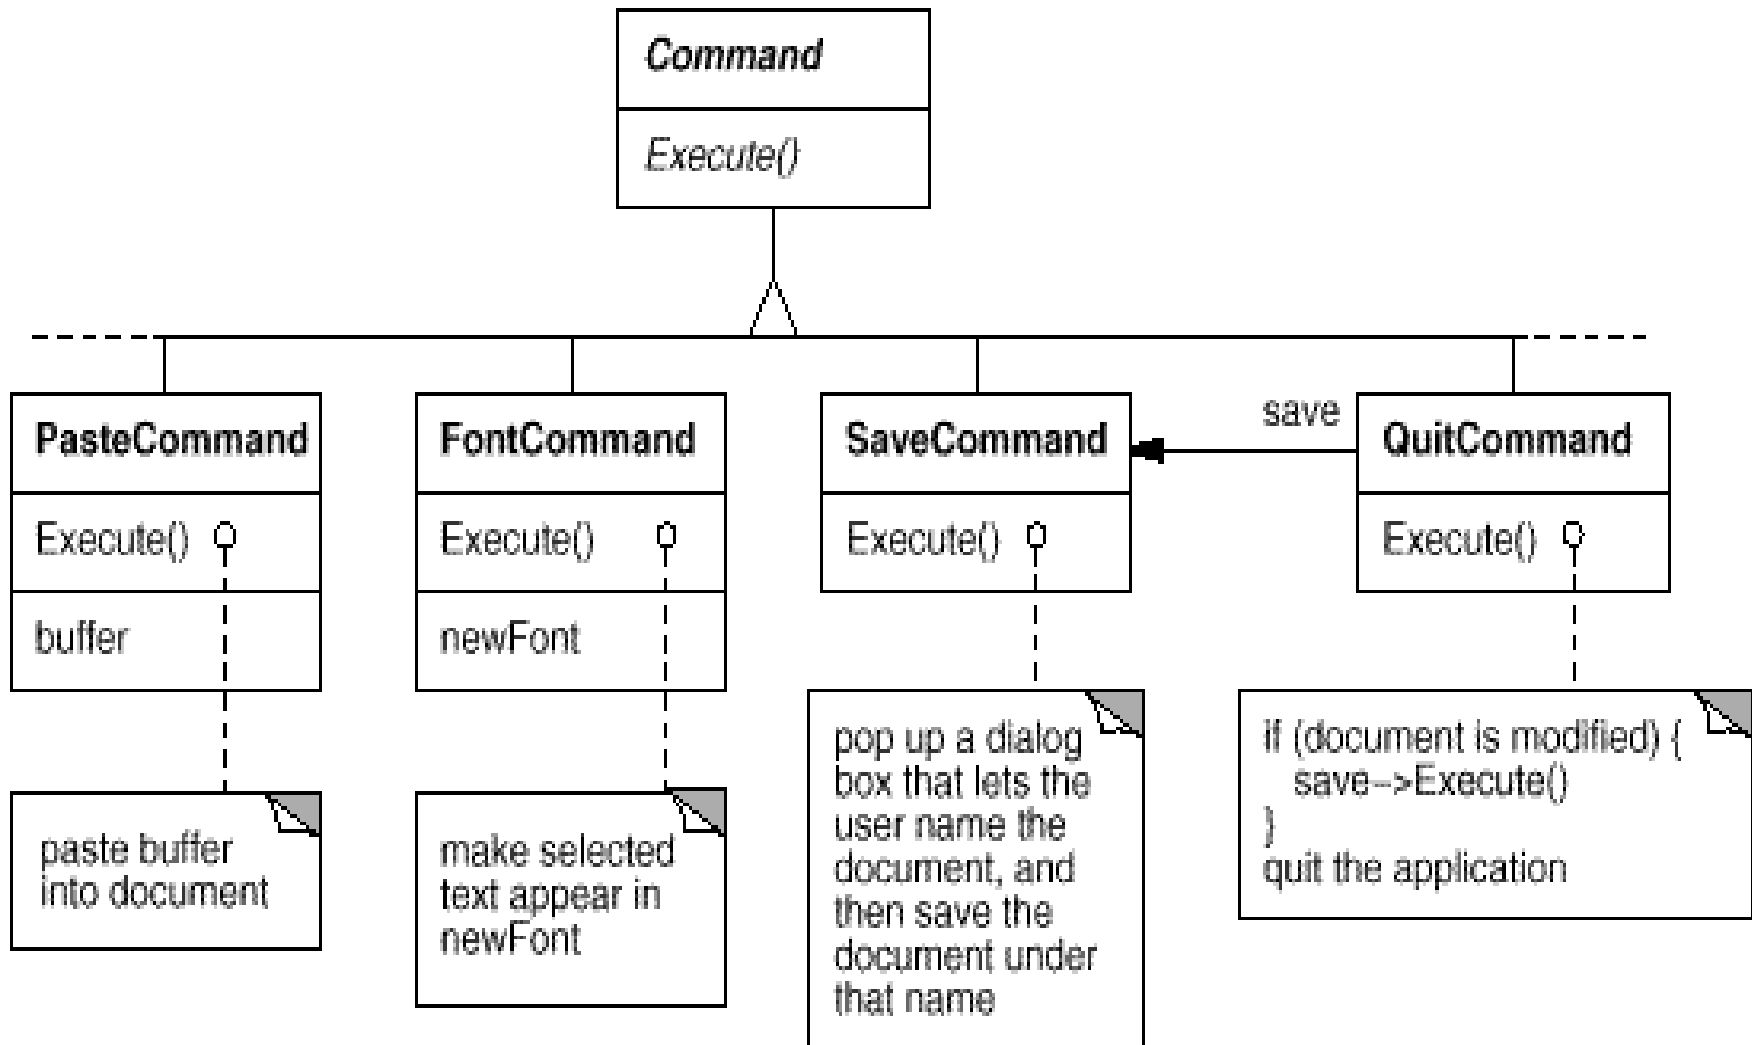 Command
Execute()
PasteCommand
Execute()
buffer
paste buffer
into document
FontCommand
Execute()
newFont
make selected
text appear in
newFont
SaveCommand
Execute()
pop up a dialog
box that lets the
user name the
document, and
then save the
document under
that name
save
QuitCommand
Execute()
if (document is modified) {
save->Execute()
}
quit the application